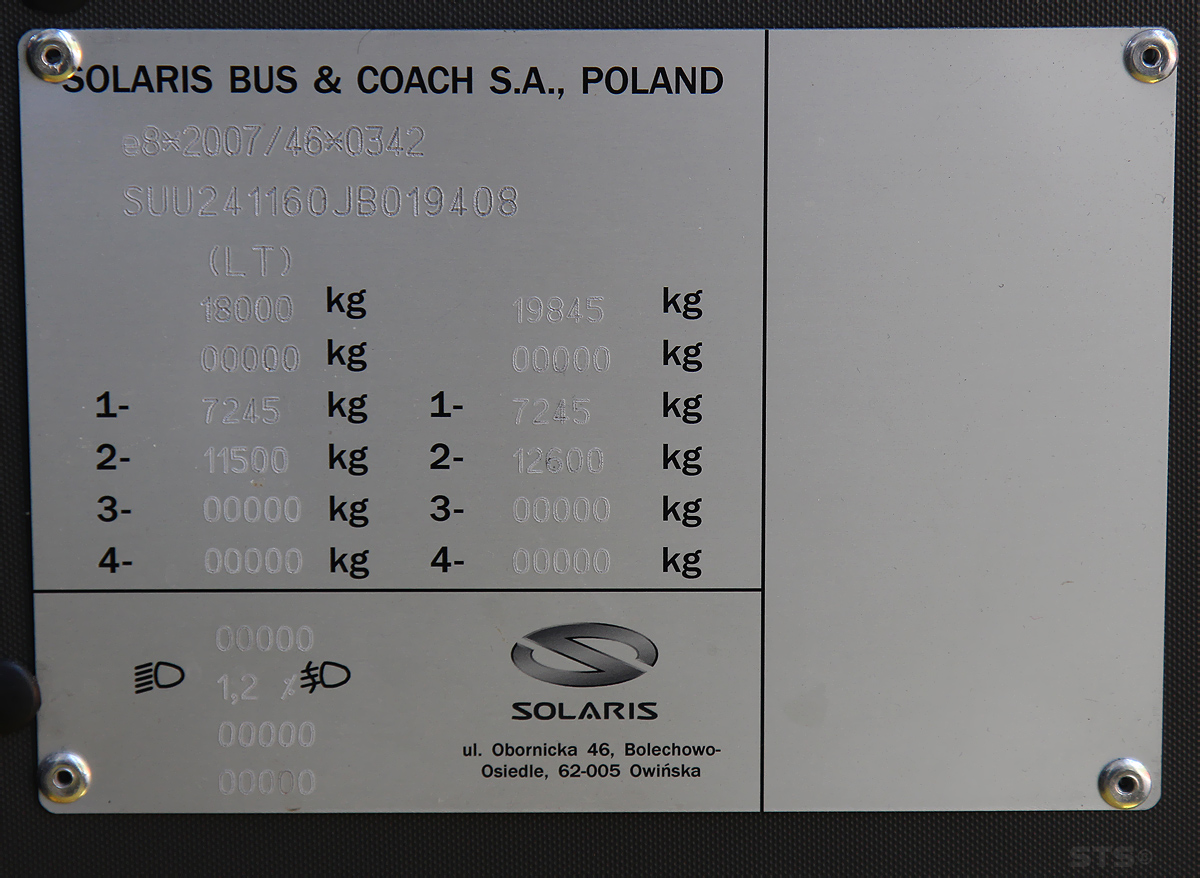 SOLARIS BUS & COACH S.A., POLAND
e8*2007/46*0342
SUU241160JB019408
(LT)
18000 kg 19845 kg
00000 kg 00000 kg
1- 7245 kg 1- 7245 kg
2- 11500 kg 2- 12600 kg
3- 00000 kg 3- 00000 kg
4- 00000 kg 4- 00000 kg
00000
1,2 %
00000
00000
SOLARIS
ul. Obornicka 46, Bolechowo-
Osiedle, 62-005 Owińska
STS©